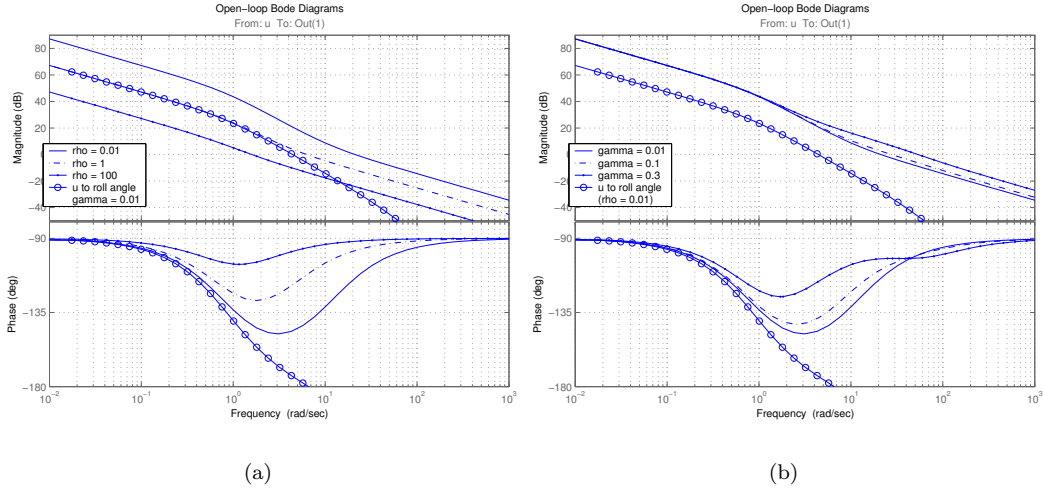 Open-loop Bode Diagrams
From: u To: Out(1)
Magnitude (dB)
80
60
40
20
0
-20
-40
rho = 0.01
rho = 1
rho = 100
u to roll angle
gamma = 0.01
Phase (deg)
-90
-135
-180
10^-2
10^-1
10^0
10^1
10^2
10^3
Frequency (rad/sec)
(a)
Open-loop Bode Diagrams
From: u To: Out(1)
Magnitude (dB)
80
60
40
20
0
-20
-40
gamma = 0.01
gamma = 0.1
gamma = 0.3
u to roll angle
(rho = 0.01)
Phase (deg)
-90
-135
-180
10^-2
10^-1
10^0
10^1
10^2
10^3
Frequency (rad/sec)
(b)